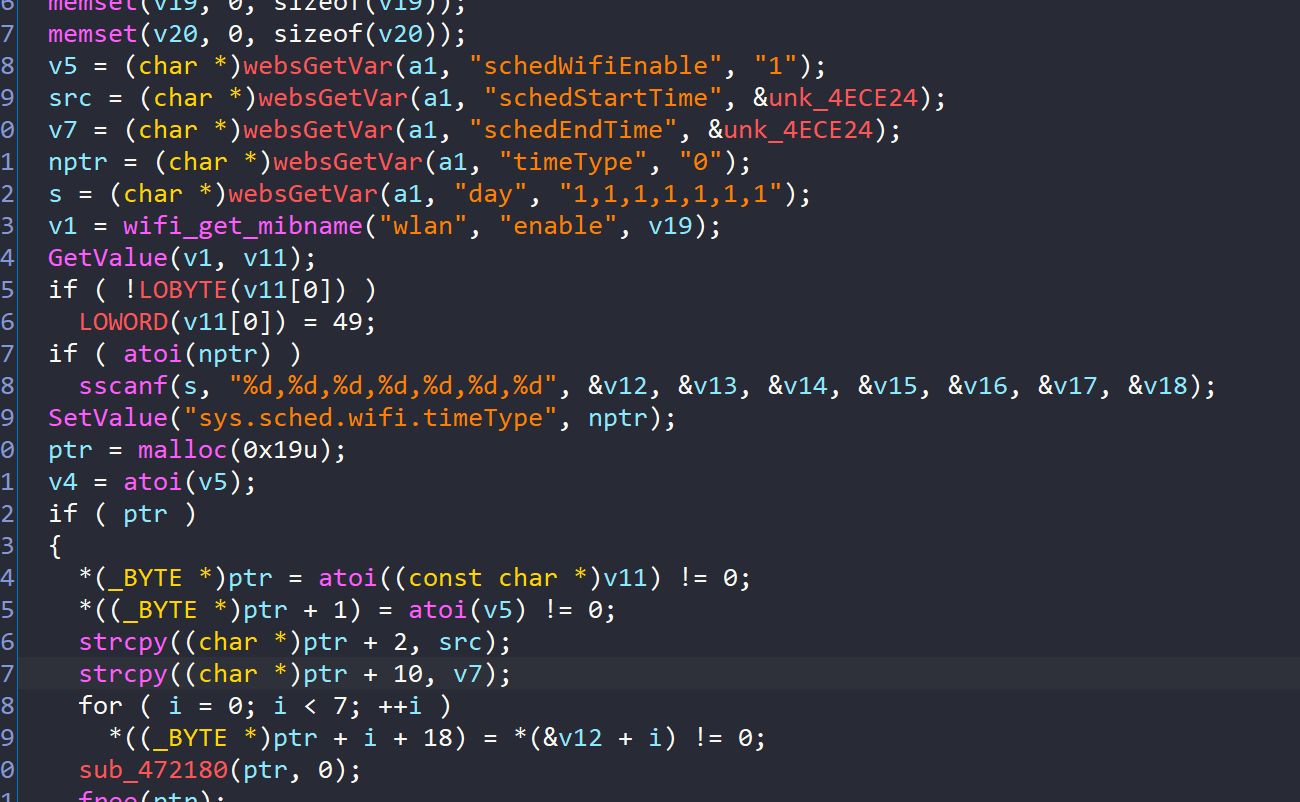 6 memset(v19, 0, sizeof(v19));
7 memset(v20, 0, sizeof(v20));
8 v5 = (char *)websGetVar(a1, "schedWifiEnable", "1");
9 src = (char *)websGetVar(a1, "schedStartTime", &unk_4ECE24);
0 v7 = (char *)websGetVar(a1, "schedEndTime", &unk_4ECE24);
1 nptr = (char *)websGetVar(a1, "timeType", "0");
2 s = (char *)websGetVar(a1, "day", "1,1,1,1,1,1,1");
3 v1 = wifi_get_mibname("wlan", "enable", v19);
4 GetValue(v1, v11);
5 if ( !LOBYTE(v11[0]) )
6 LOWORD(v11[0]) = 49;
7 if ( atoi(nptr) )
8 sscanf(s, "%d,%d,%d,%d,%d,%d,%d", &v12, &v13, &v14, &v15, &v16, &v17, &v18);
9 SetValue("sys.sched.wifi.timeType", nptr);
0 ptr = malloc(0x19u);
1 v4 = atoi(v5);
2 if ( ptr )
3 {
4 *(_BYTE *)ptr = atoi((const char *)v11) != 0;
5 *((_BYTE *)ptr + 1) = atoi(v5) != 0;
6 strcpy((char *)ptr + 2, src);
7 strcpy((char *)ptr + 10, v7);
8 for ( i = 0; i < 7; ++i )
9 *((_BYTE *)ptr + i + 18) = *(&v12 + i) != 0;
0 sub_472180(ptr, 0);
1 free(ptr);